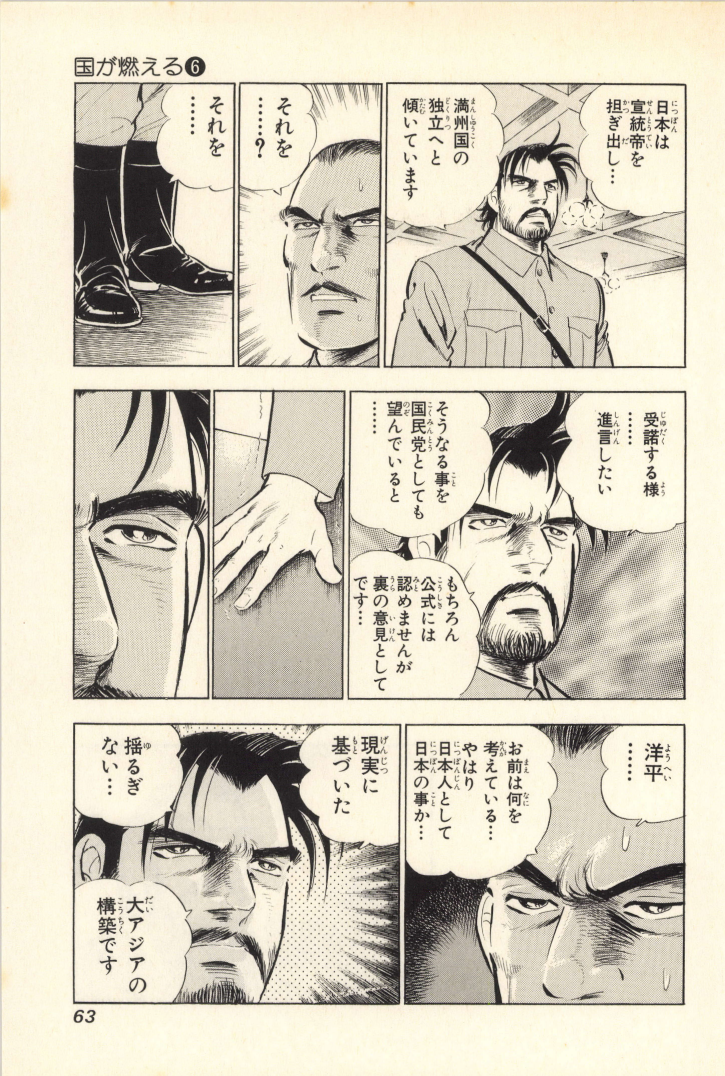 国が燃える❻
日本は
宣統帝を
担ぎ出し…
満州国の
独立へと
傾いています
それを
……？
それを
……
受諾する様
……
進言したい
そうなる事を
国民党としても
望んでいると
……
もちろん
公式には
認めませんが
裏の意見として
です…
洋平
……
お前は何を
考えている…
やはり
日本人として
日本の事か…
現実に
基づいた
揺るぎ
ない…
大アジアの
構築です
63